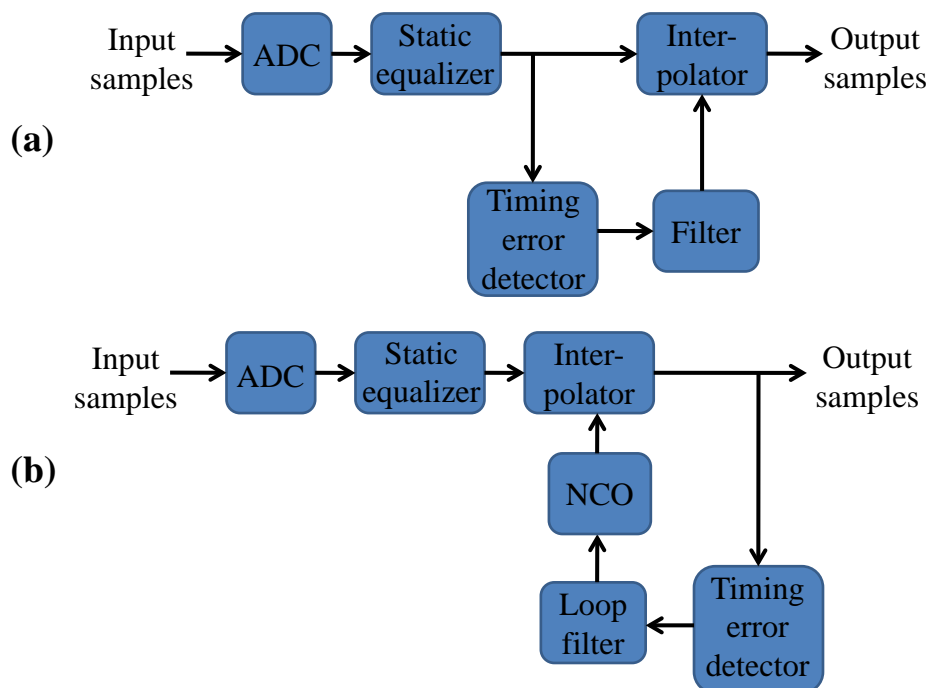 Input
samples
ADC
Static
equalizer
Inter-
polator
Output
samples
(a)
Timing
error
detector
Filter
Input
samples
ADC
Static
equalizer
Inter-
polator
Output
samples
(b)
NCO
Loop
filter
Timing
error
detector